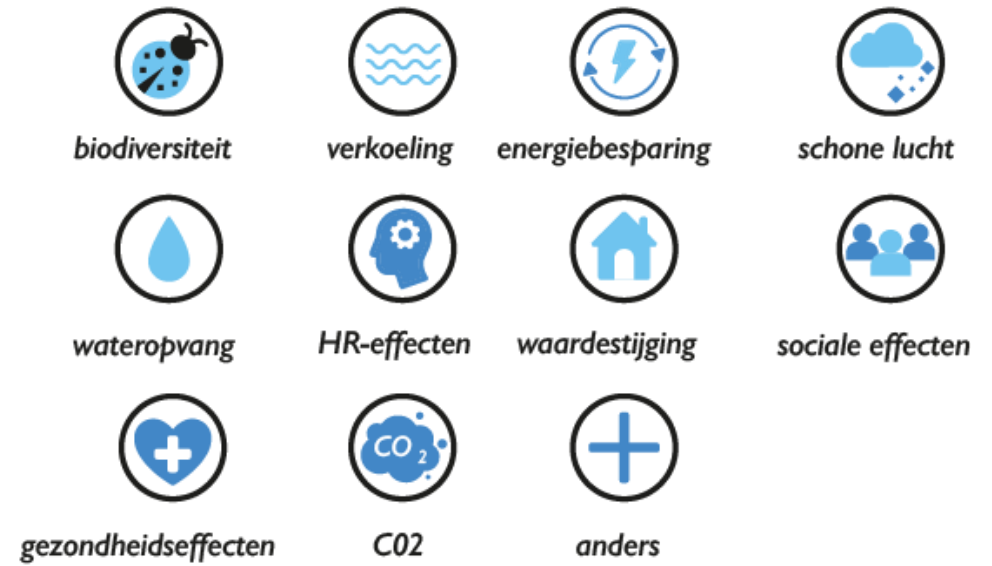 biodiversiteit
verkoeling
energiebesparing
schone lucht
wateropvang
HR-effecten
waardestijging
sociale effecten
CO2
gezondheidseffecten
C02
anders